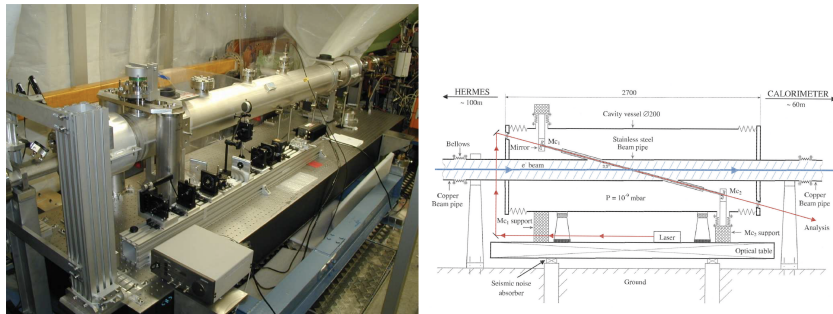 HERMES
~ 100m
2700
CALORIMETER
~ 60m
Cavity vessel Ø200
Bellows
Mirror
Mc₁
Stainless steel
Beam pipe
e⁻ beam
Mc₂
Copper
Beam pipe
P = 10⁻⁹ mbar
Copper
Beam pipe
Mc₁ support
Laser
Mc₂ support
Analysis
Optical table
Seismic noise
absorber
Ground